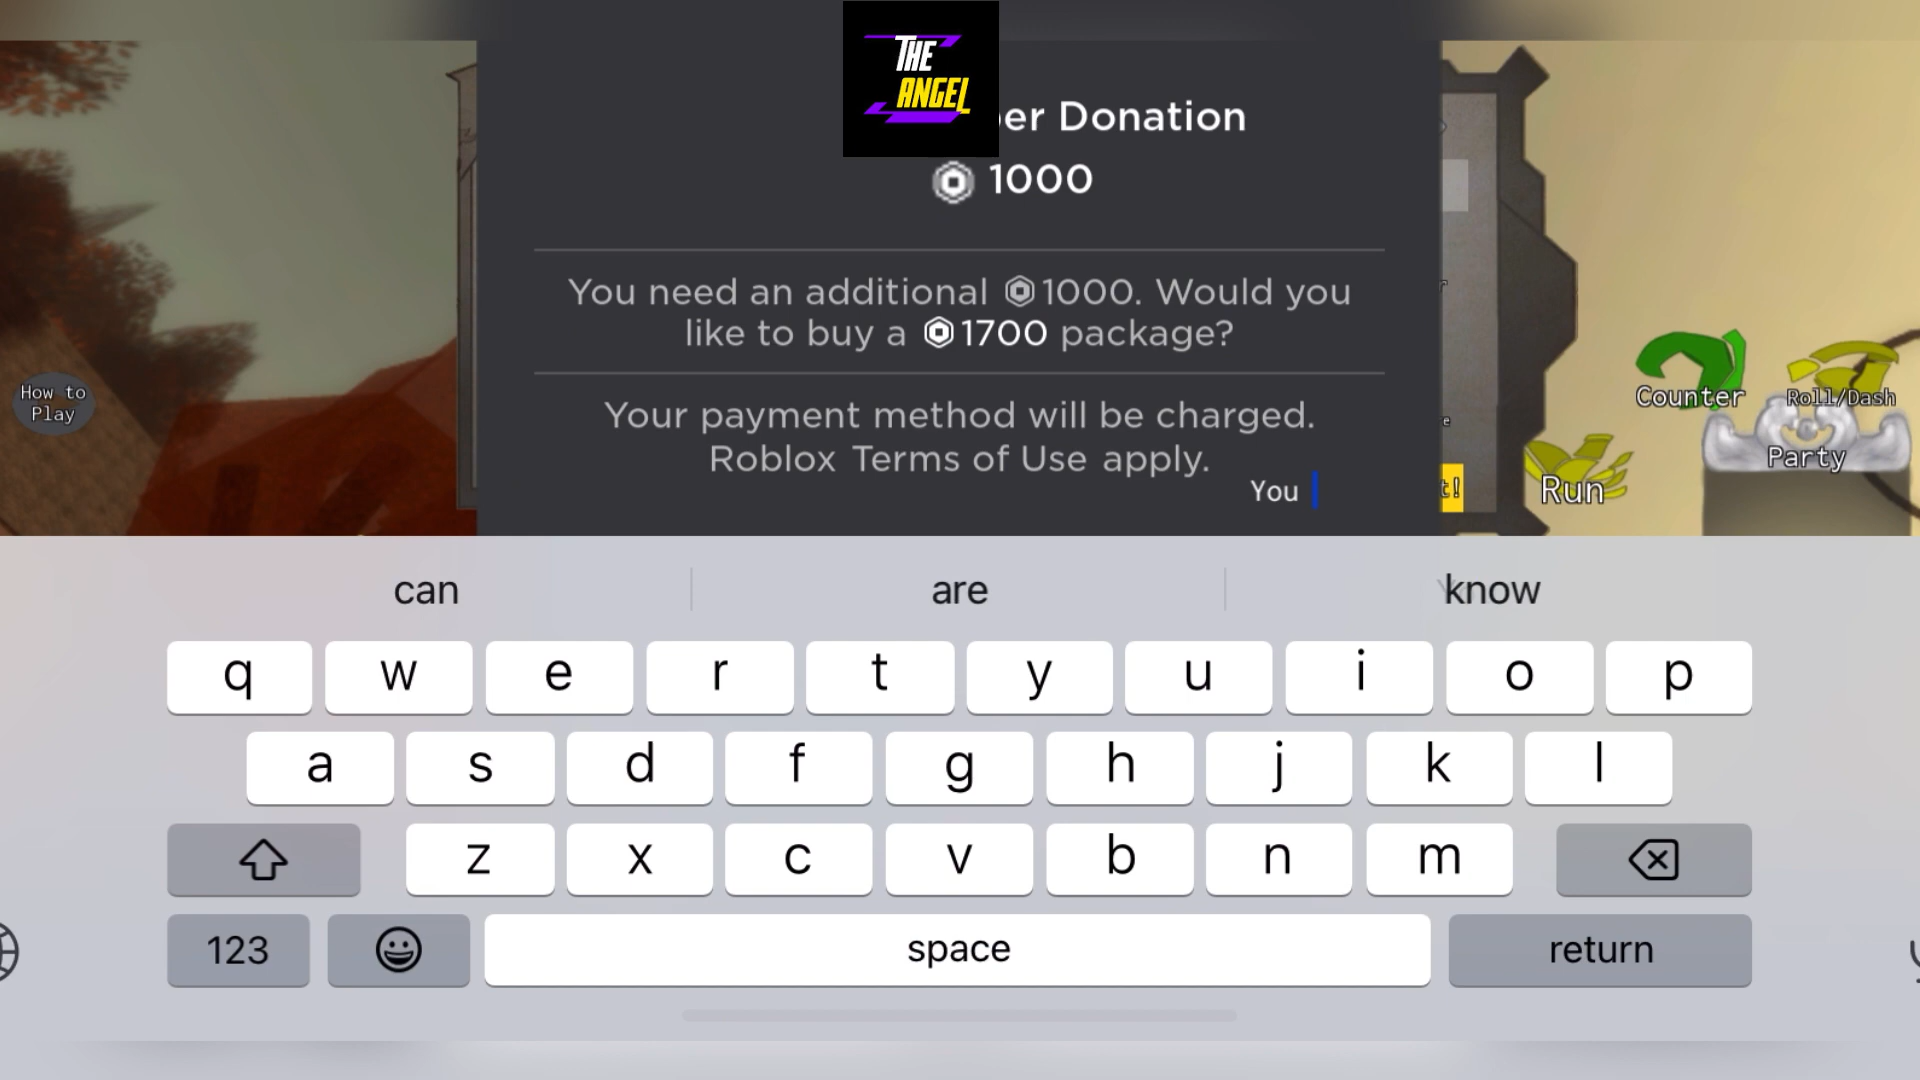 THE
ANGEL
er Donation
1000
You need an additional 1000. Would you
like to buy a 1700 package?
Your payment method will be charged.
Roblox Terms of Use apply.
You
How to
Play
Counter
Roll/Dash
Party
Run
t!
can are know
q w e r t y u i o p
a s d f g h j k l
z x c v b n m
123 space return